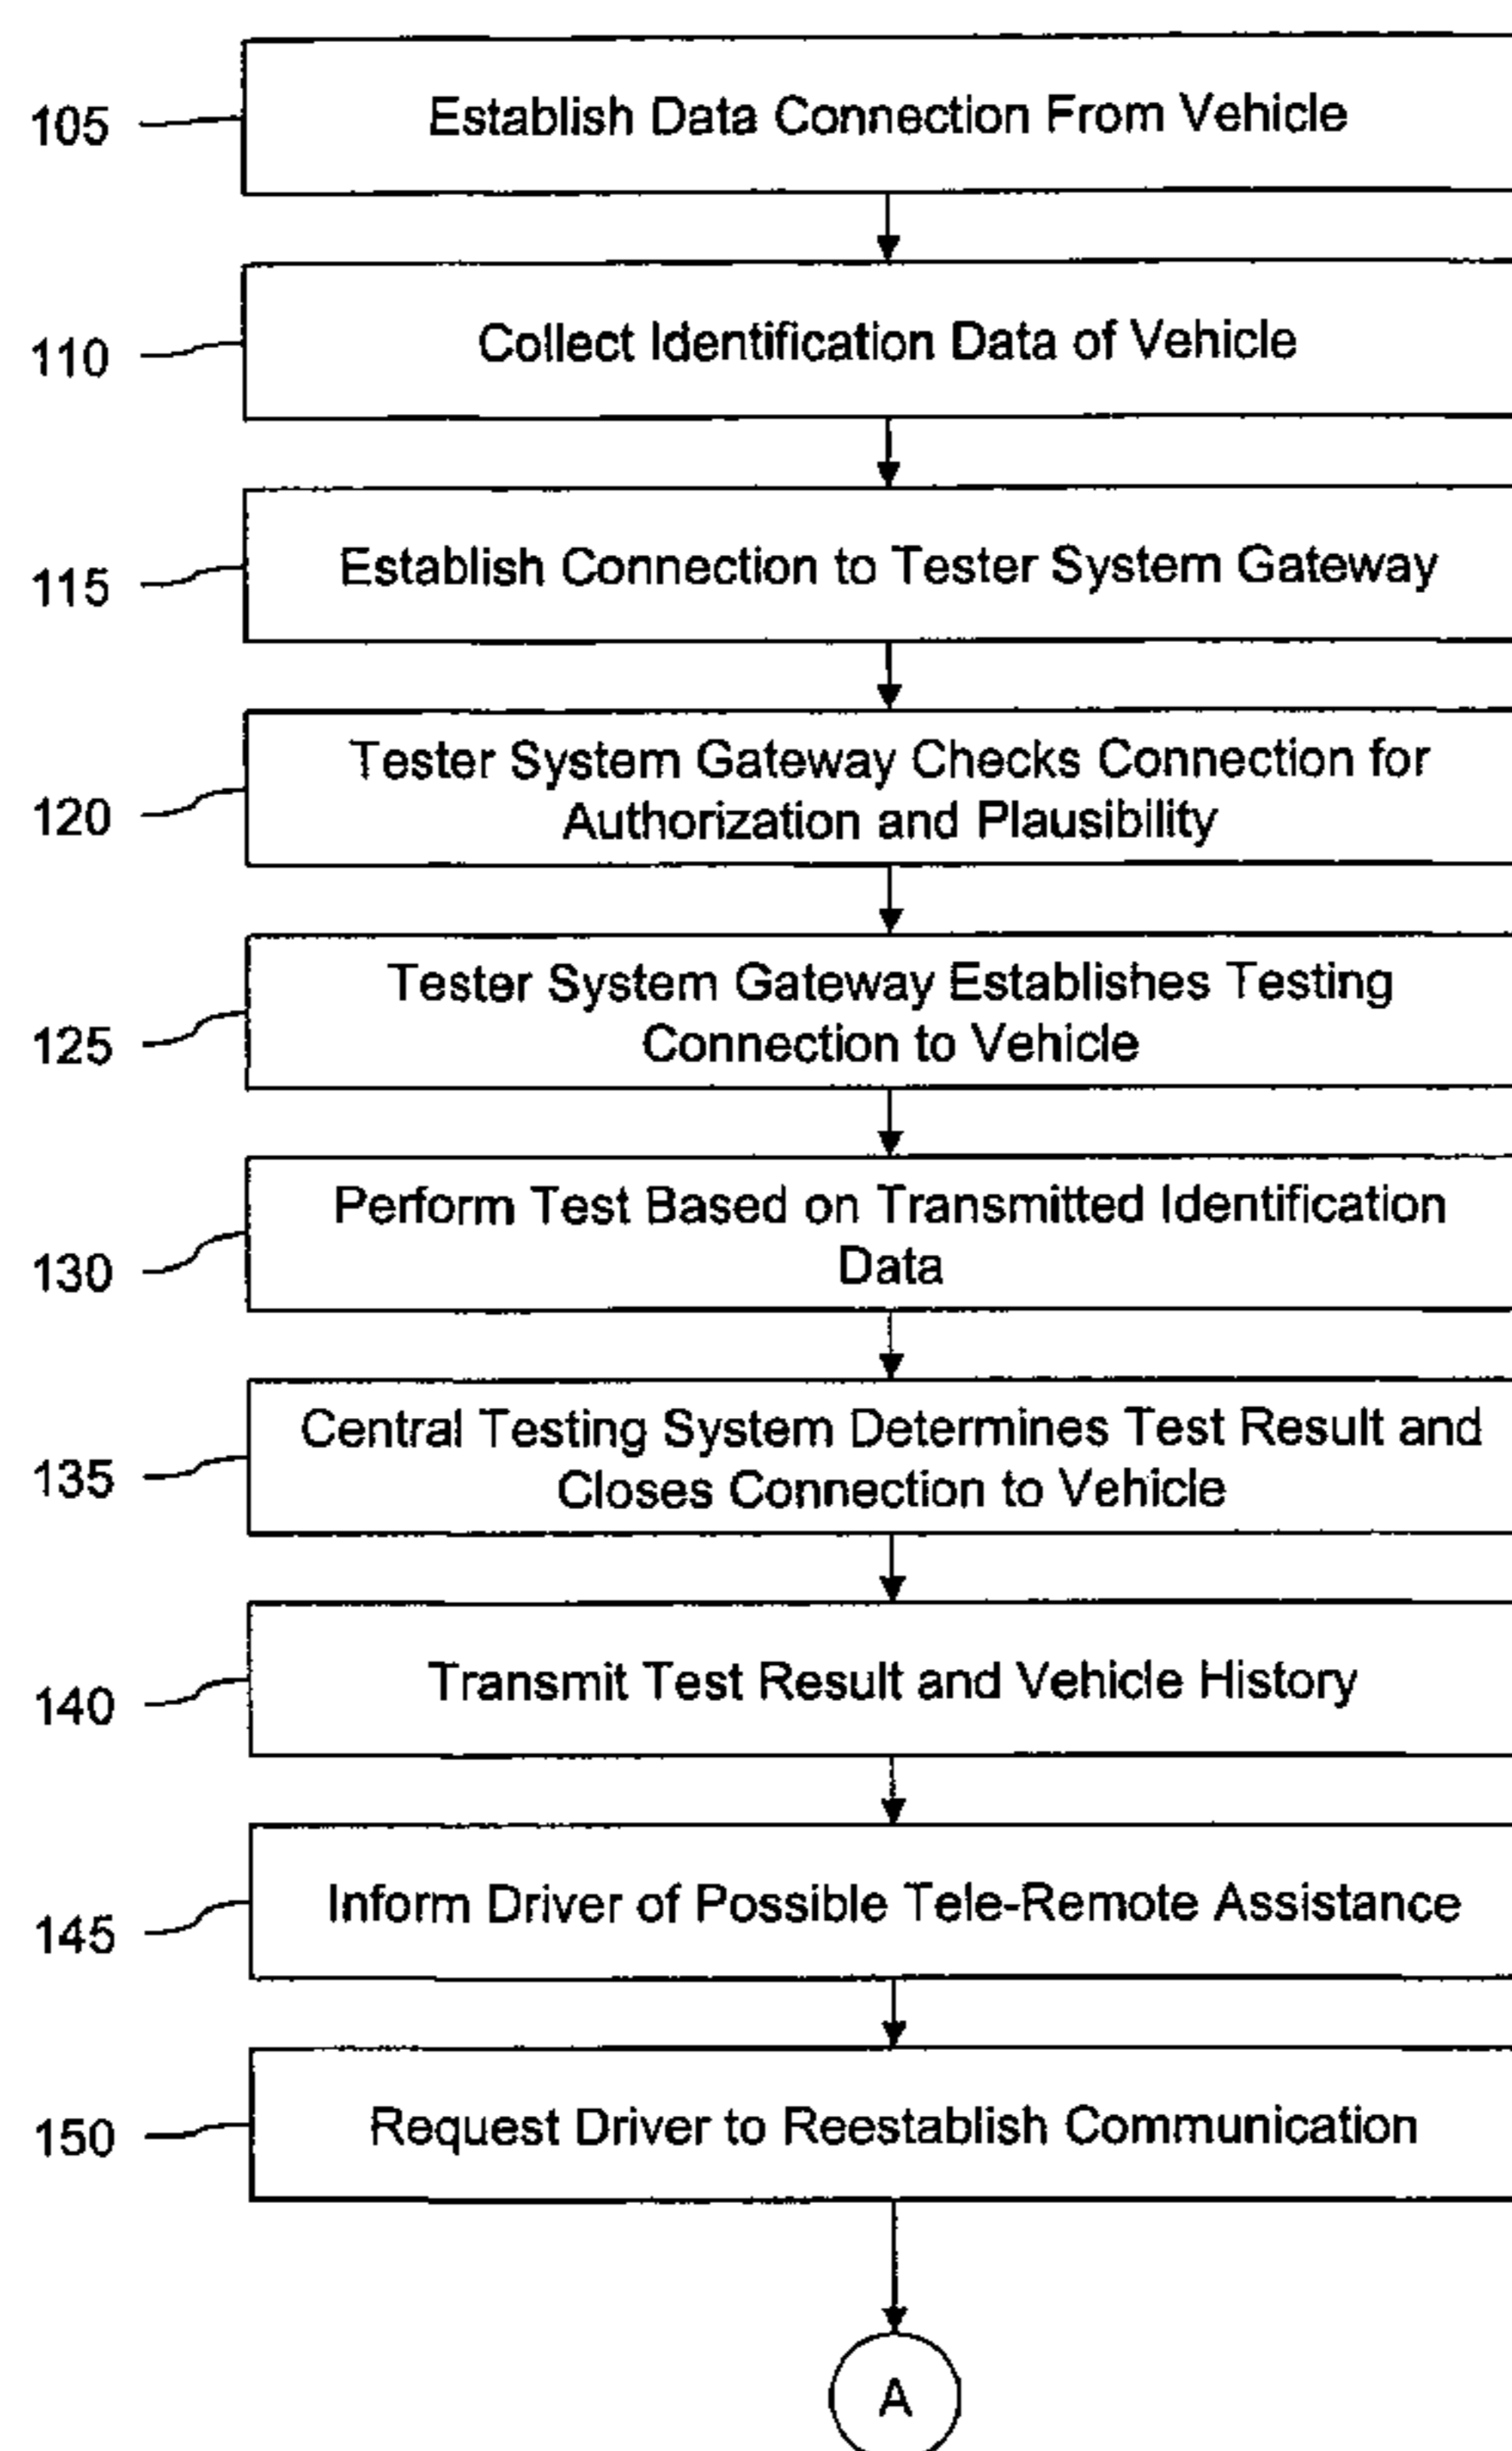 105
Establish Data Connection From Vehicle
110
Collect Identification Data of Vehicle
115
Establish Connection to Tester System Gateway
120
Tester System Gateway Checks Connection for
Authorization and Plausibility
125
Tester System Gateway Establishes Testing
Connection to Vehicle
130
Perform Test Based on Transmitted Identification
Data
135
Central Testing System Determines Test Result and
Closes Connection to Vehicle
140
Transmit Test Result and Vehicle History
145
Inform Driver of Possible Tele-Remote Assistance
150
Request Driver to Reestablish Communication
A